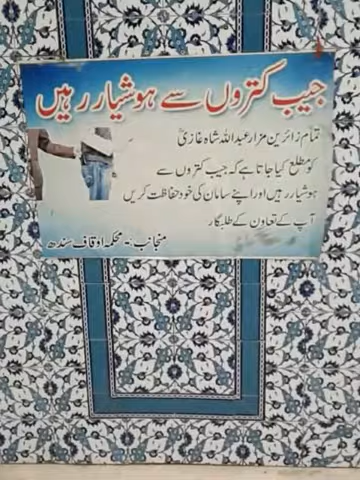 جیب کتروں سے ہوشیار رہیں
تمام زائرین مزار عبداللہ شاہ غازیؒ
کو مطلع کیا جاتا ہے کہ جیب کتروں سے
ہوشیار رہیں اور اپنے سامان کی خود حفاظت کریں
آپ کے تعاون کے طلبگار
منجانب:- محکمہ اوقاف سندھ